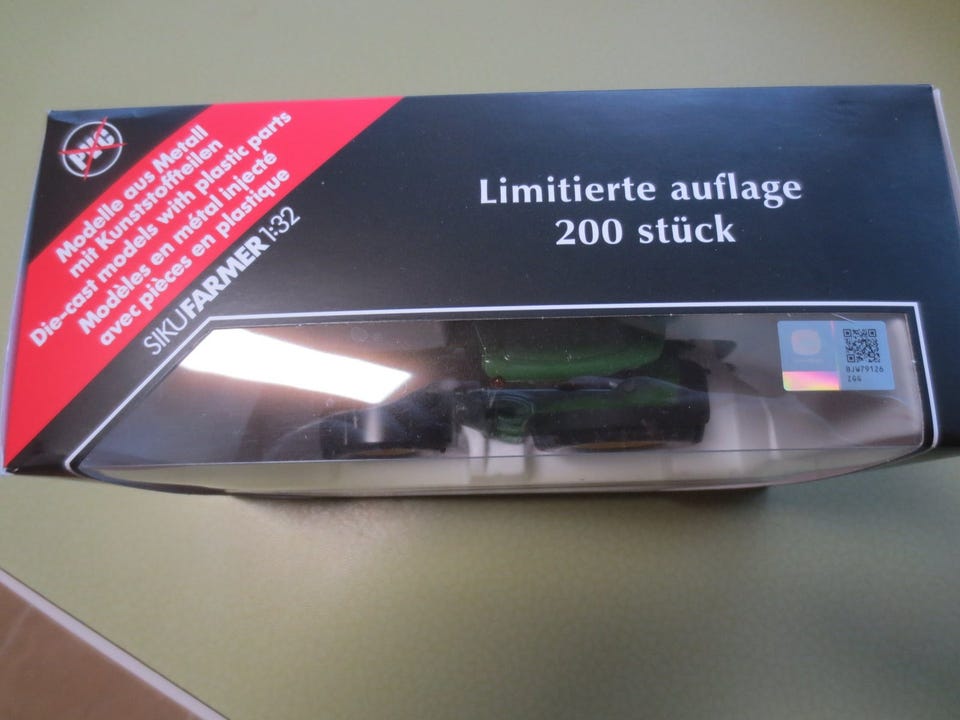 PVC
Modelle aus Metall
mit Kunststoffteilen
Die-cast models with plastic parts
Modèles en métal injecté
avec pièces en plastique
SIKUFARMER 1:32
Limitierte auflage
200 stück
BJW79126